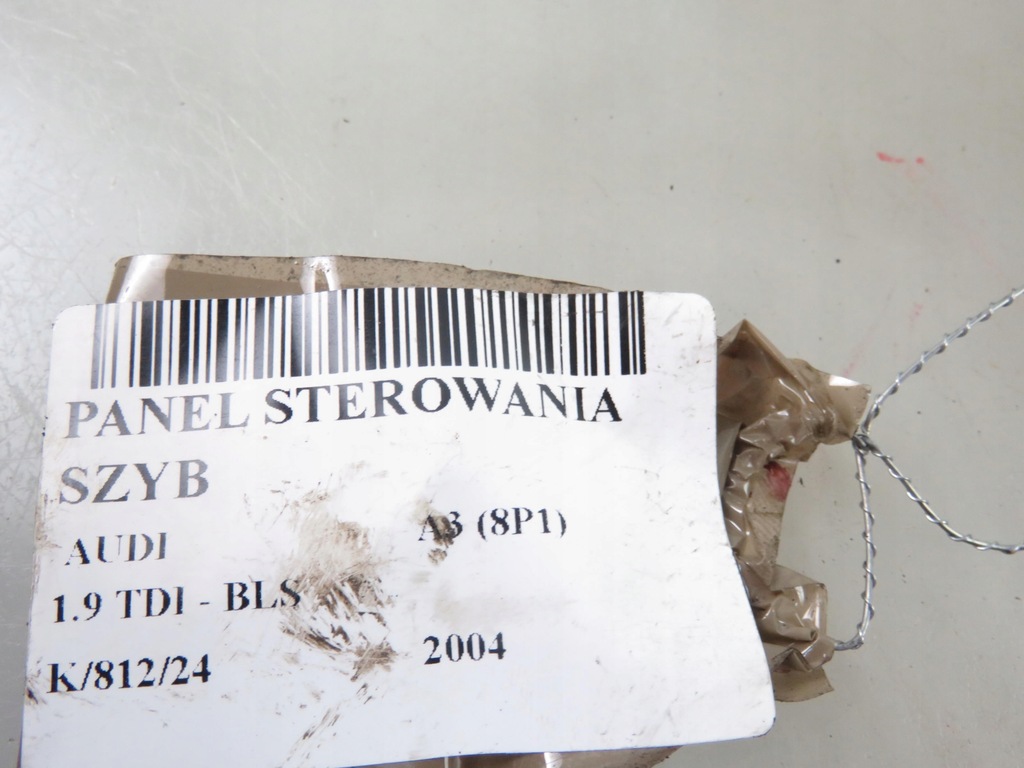 PANEL STEROWANIA
SZYB
AUDI A3 (8P1)
1.9 TDI - BLS
K/812/24 2004